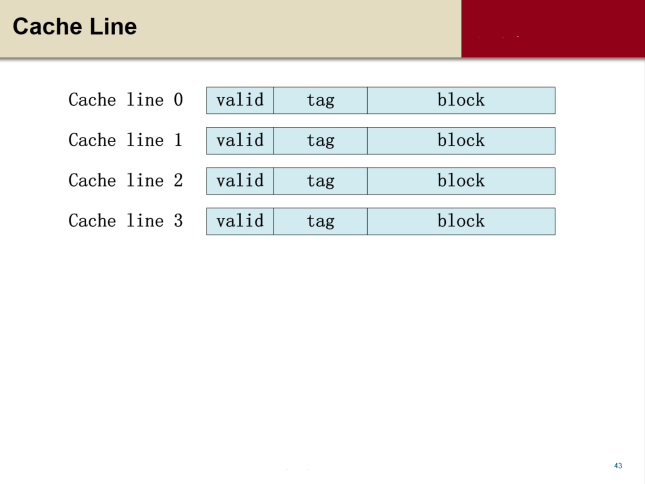 Cache Line
Cache line 0 valid tag block
Cache line 1 valid tag block
Cache line 2 valid tag block
Cache line 3 valid tag block
43